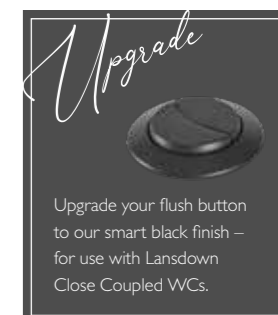 Upgrade
Upgrade your flush button
to our smart black finish –
for use with Lansdown
Close Coupled WCs.